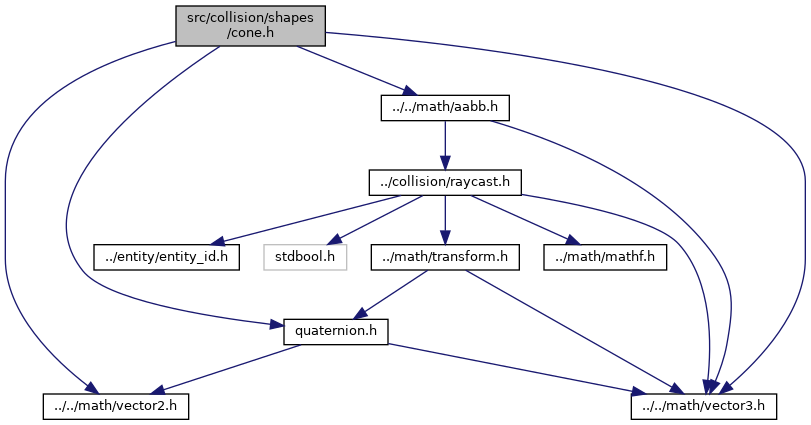 src/collision/shapes
/cone.h
../../math/aabb.h
../collision/raycast.h
../entity/entity_id.h
stdbool.h
../math/transform.h
../math/mathf.h
quaternion.h
../../math/vector2.h
../../math/vector3.h